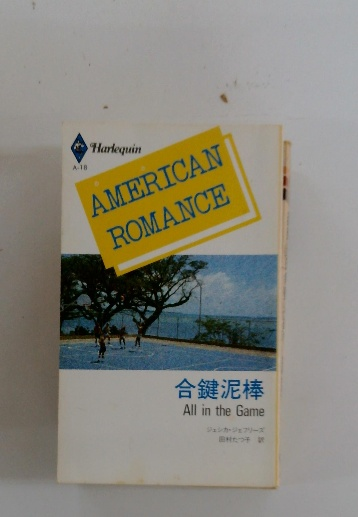 Harlequin
A-18
AMERICAN
ROMANCE
合鍵泥棒
All in the Game
ジェシカ・ジェフリーズ
田村たつ子 訳